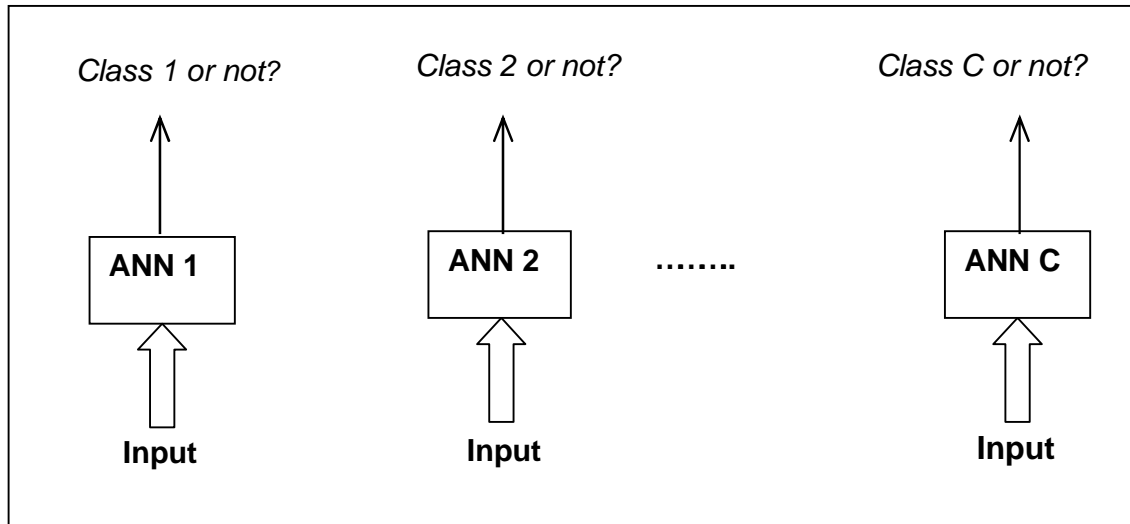 Class 1 or not? Class 2 or not? Class C or not?
ANN 1 ANN 2 ........ ANN C
Input Input Input